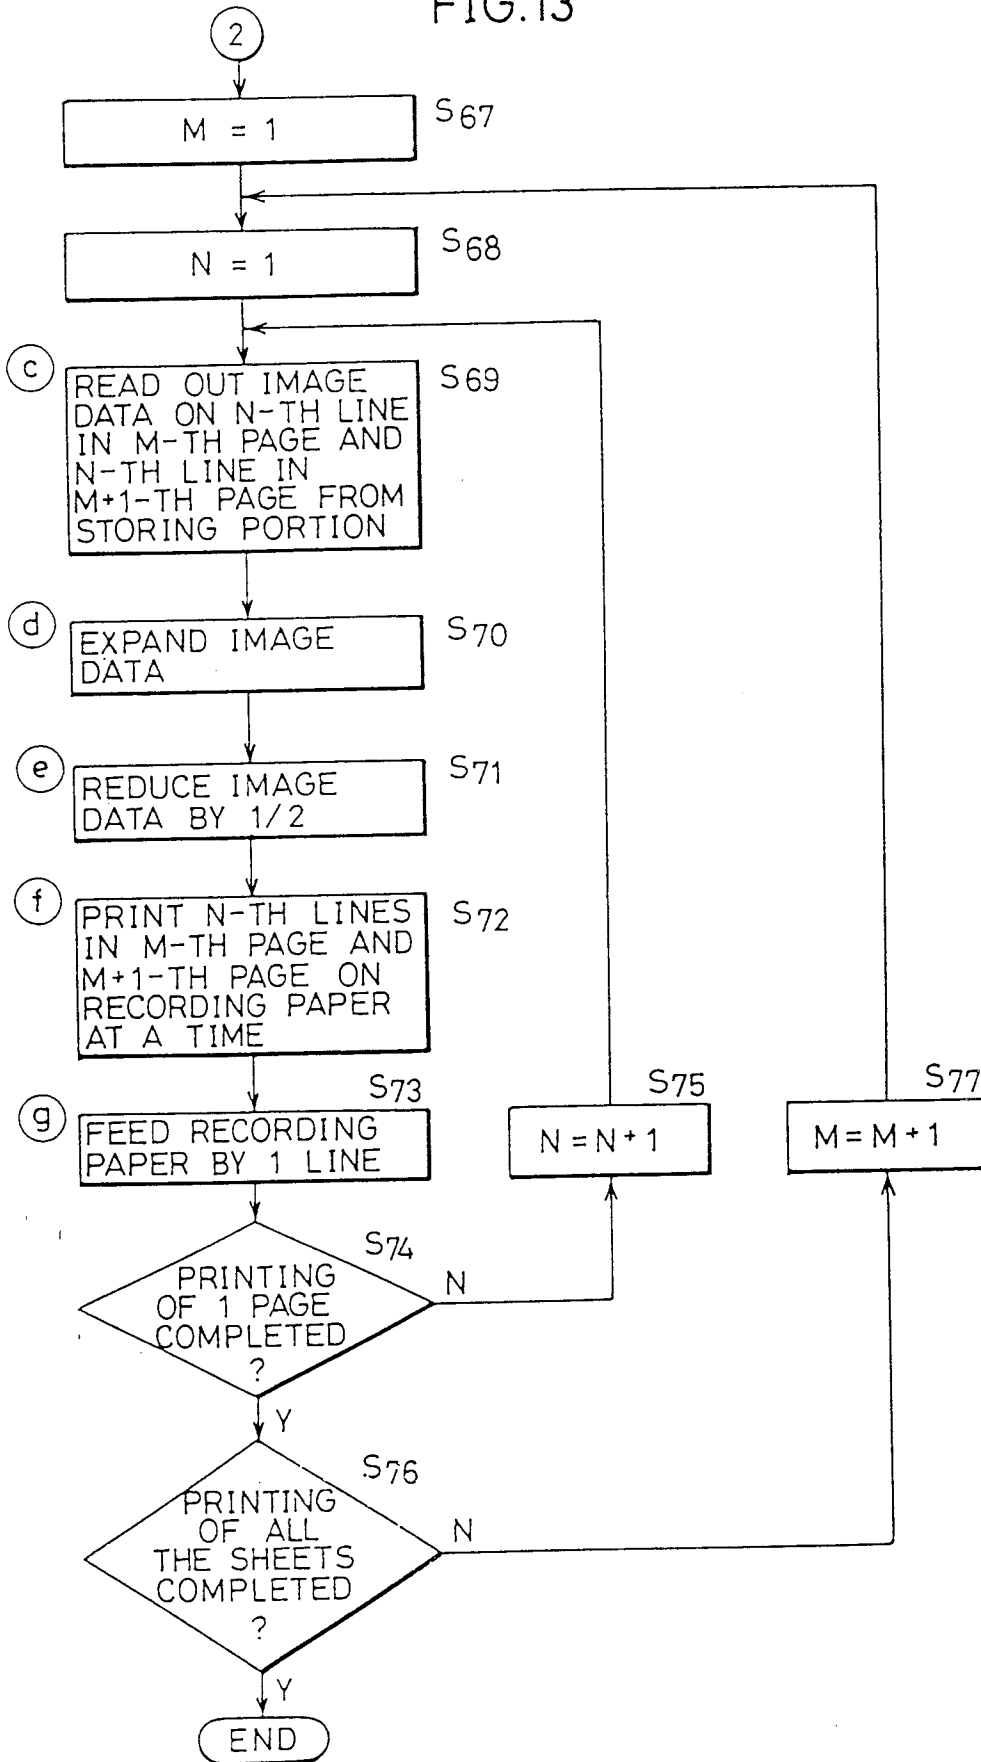 FIG.13
2
M = 1
S67
N = 1
S68
c
READ OUT IMAGE
DATA ON N-TH LINE
IN M-TH PAGE AND
N-TH LINE IN
M+1-TH PAGE FROM
STORING PORTION
S69
d
EXPAND IMAGE
DATA
S70
e
REDUCE IMAGE
DATA BY 1/2
S71
f
PRINT N-TH LINES
IN M-TH PAGE AND
M+1-TH PAGE ON
RECORDING PAPER
AT A TIME
S72
S73
g
FEED RECORDING
PAPER BY 1 LINE
S75
N=N+1
S77
M=M+1
S74
PRINTING
OF 1 PAGE
COMPLETED
?
N
Y
S76
PRINTING
OF ALL
THE SHEETS
COMPLETED
?
N
Y
END